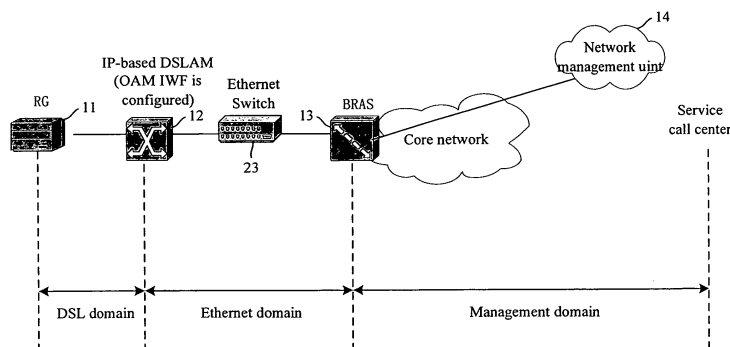 14
IP-based DSLAM
(OAM IWF is
configured)
Ethernet
Switch
Network
management uint
RG
11
12
13
BRAS
Service
call center
23
Core network
DSL domain
Ethernet domain
Management domain